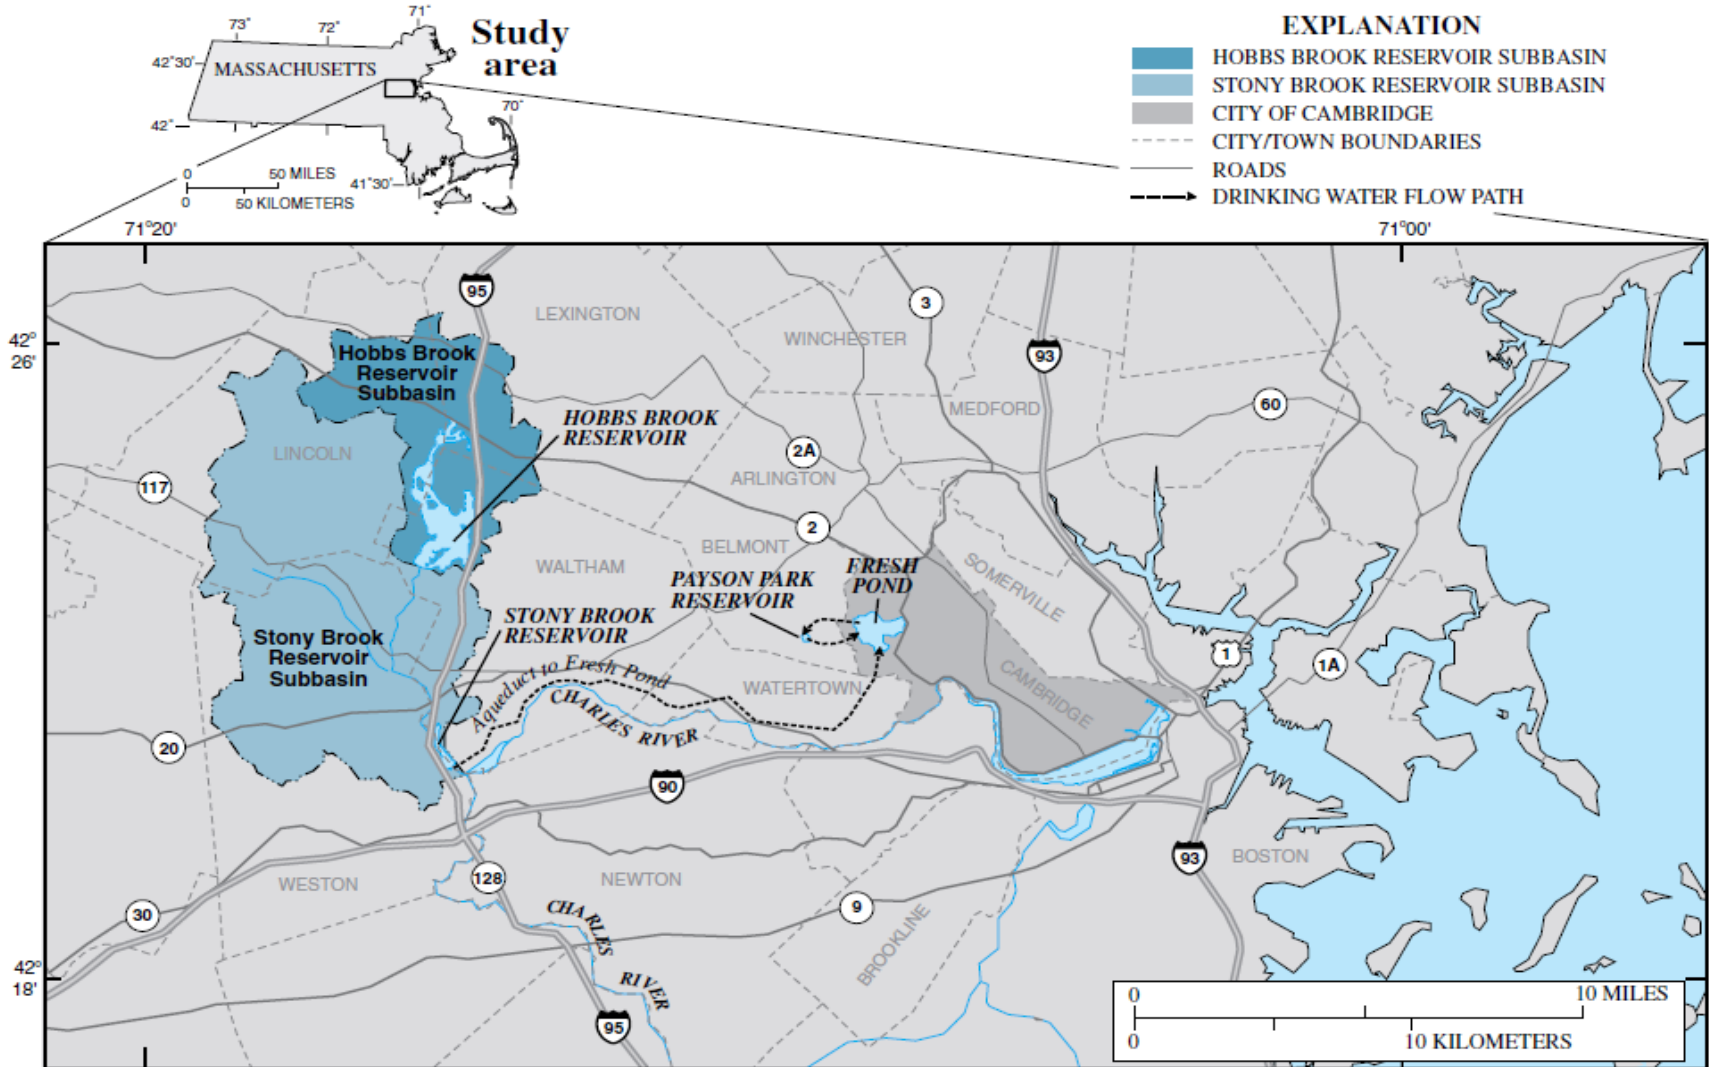 73°
72°
71°
Study
area
42°30'
MASSACHUSETTS
70°
42°
0
50 MILES
0
50 KILOMETERS
41°30'
EXPLANATION
HOBBS BROOK RESERVOIR SUBBASIN
STONY BROOK RESERVOIR SUBBASIN
CITY OF CAMBRIDGE
CITY/TOWN BOUNDARIES
ROADS
DRINKING WATER FLOW PATH
71°20'
71°00'
42°
26'
95
LEXINGTON
3
WINCHESTER
93
Hobbs Brook
Reservoir
Subbasin
60
MEDFORD
HOBBS BROOK
RESERVOIR
LINCOLN
2A
ARLINGTON
117
2
BELMONT
WALTHAM
FRESH
POND
PAYSON PARK
RESERVOIR
SOMERVILLE
STONY BROOK
RESERVOIR
Stony Brook
Reservoir
Subbasin
Aqueduct to Fresh Pond
1
1A
WATERTOWN
CAMBRIDGE
CHARLES RIVER
20
90
93
BOSTON
WESTON
128
NEWTON
30
9
CHARLES
RIVER
BROOKLINE
42°
18'
95
0
10 MILES
0
10 KILOMETERS